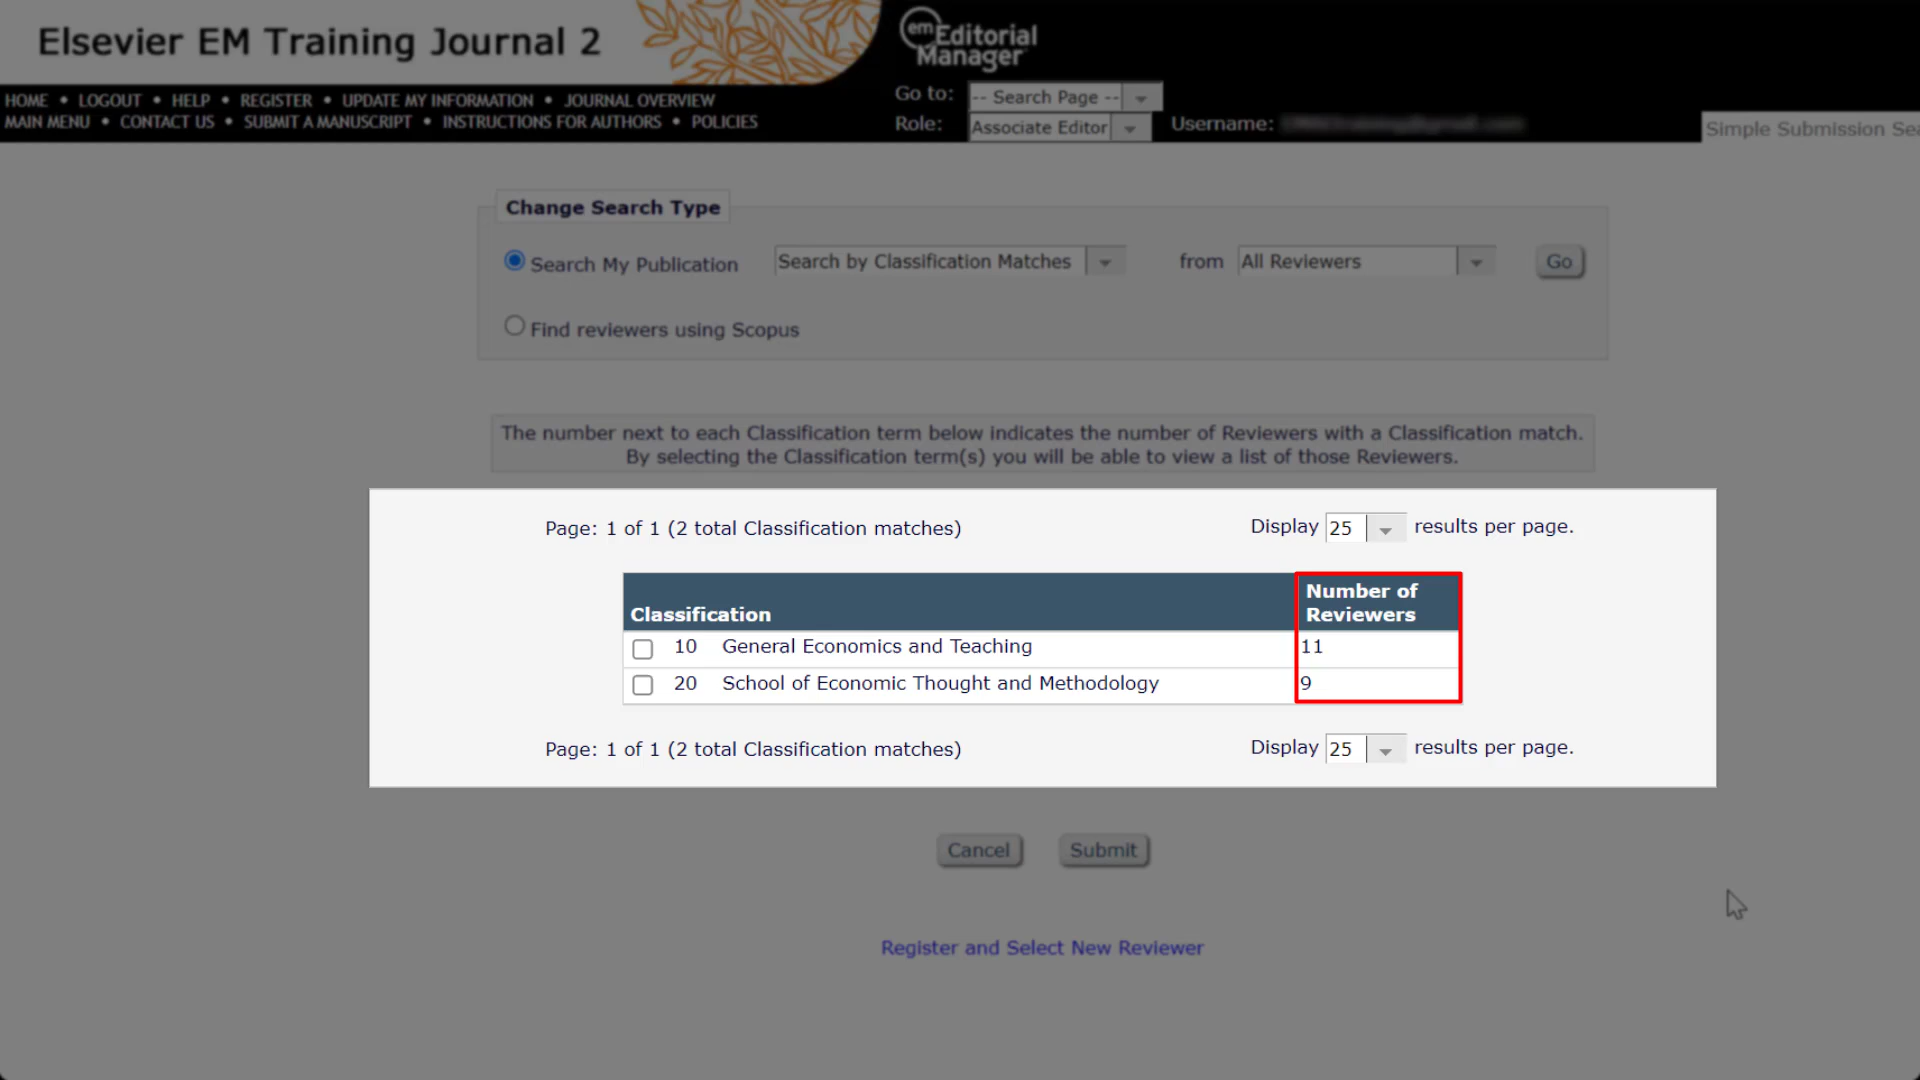 Elsevier EM Training Journal 2
em Editorial
Manager
HOME • LOGOUT • HELP • REGISTER • UPDATE MY INFORMATION • JOURNAL OVERVIEW
MAIN MENU • CONTACT US • SUBMIT A MANUSCRIPT • INSTRUCTIONS FOR AUTHORS • POLICIES
Go to: -- Search Page --
Role: Associate Editor Username:
Simple Submission
Change Search Type
Search My Publication Search by Classification Matches from All Reviewers Go
Find reviewers using Scopus
The number next to each Classification term below indicates the number of Reviewers with a Classification match.
By selecting the Classification term(s) you will be able to view a list of those Reviewers.
Page: 1 of 1 (2 total Classification matches) Display 25 results per page.
Classification Number of Reviewers
10 General Economics and Teaching 11
20 School of Economic Thought and Methodology 9
Page: 1 of 1 (2 total Classification matches) Display 25 results per page.
Cancel Submit
Register and Select New Reviewer